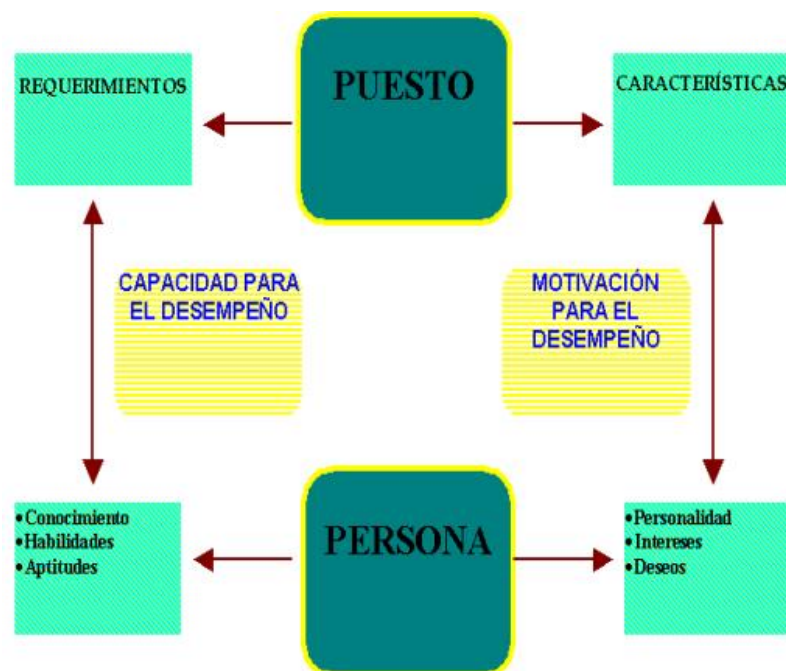 REQUERIMIENTOS
PUESTO
CARACTERÍSTICAS
CAPACIDAD PARA
EL DESEMPEÑO
MOTIVACIÓN
PARA EL
DESEMPEÑO
•Conocimiento
•Habilidades
•Aptitudes
PERSONA
•Personalidad
•Intereses
•Deseos